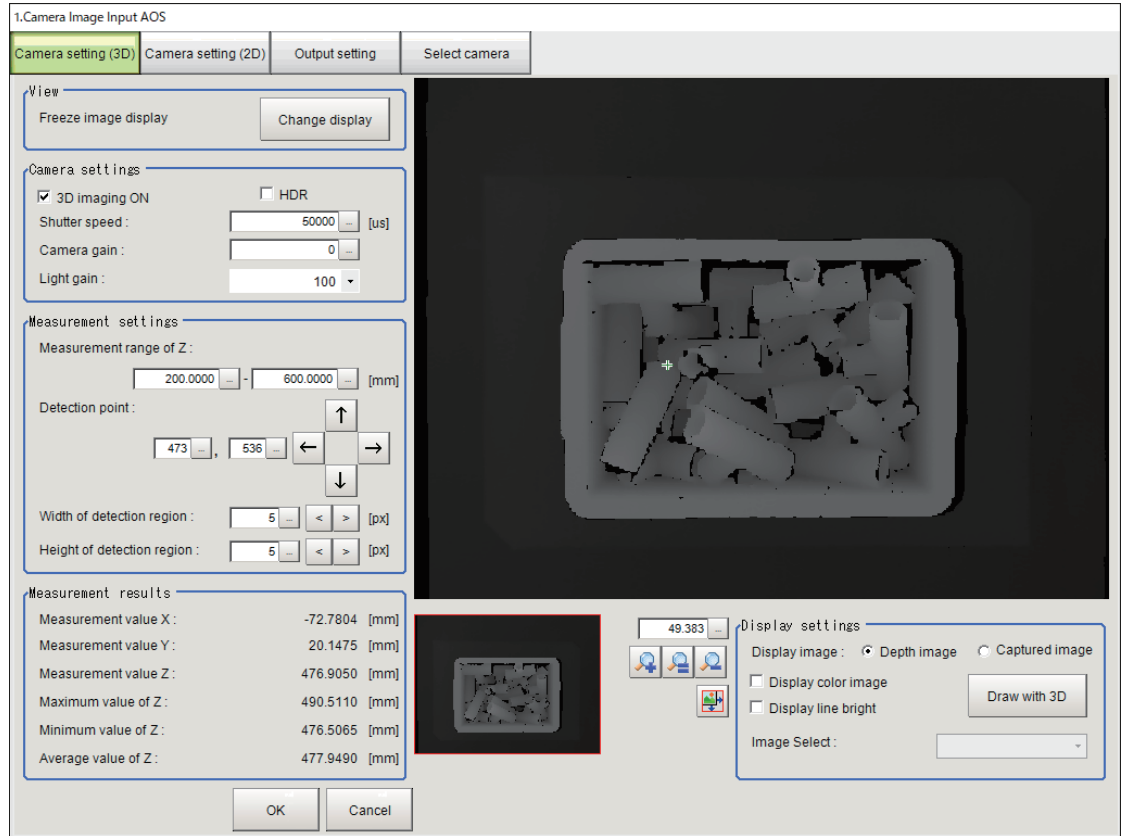 1.Camera Image Input AOS
Camera setting (3D) Camera setting (2D) Output setting Select camera
View
Freeze image display Change display
Camera settings
3D imaging ON HDR
Shutter speed : 50000 ... [us]
Camera gain : 0 ...
Light gain : 100
Measurement settings
Measurement range of Z :
200.0000 ... - 600.0000 ... [mm]
Detection point :
↑
473 ... , 536 ... ← →
↓
Width of detection region : 5 ... < > [px]
Height of detection region : 5 ... < > [px]
Measurement results
Measurement value X : -72.7804 [mm]
Measurement value Y : 20.1475 [mm]
Measurement value Z : 476.9050 [mm]
Maximum value of Z : 490.5110 [mm]
Minimum value of Z : 476.5065 [mm]
Average value of Z : 477.9490 [mm]
OK Cancel
49.383 ...
Display settings
Display image : Depth image Captured image
Display color image
Display line bright
Draw with 3D
Image Select :